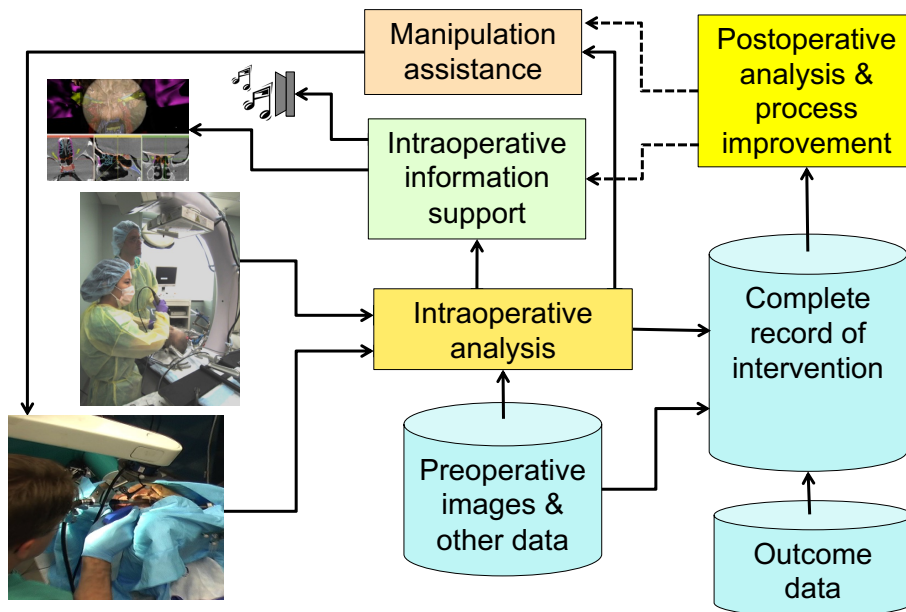 Manipulation
assistance
Postoperative
analysis &
process
improvement
Intraoperative
information
support
Intraoperative
analysis
Complete
record of
intervention
Preoperative
images &
other data
Outcome
data